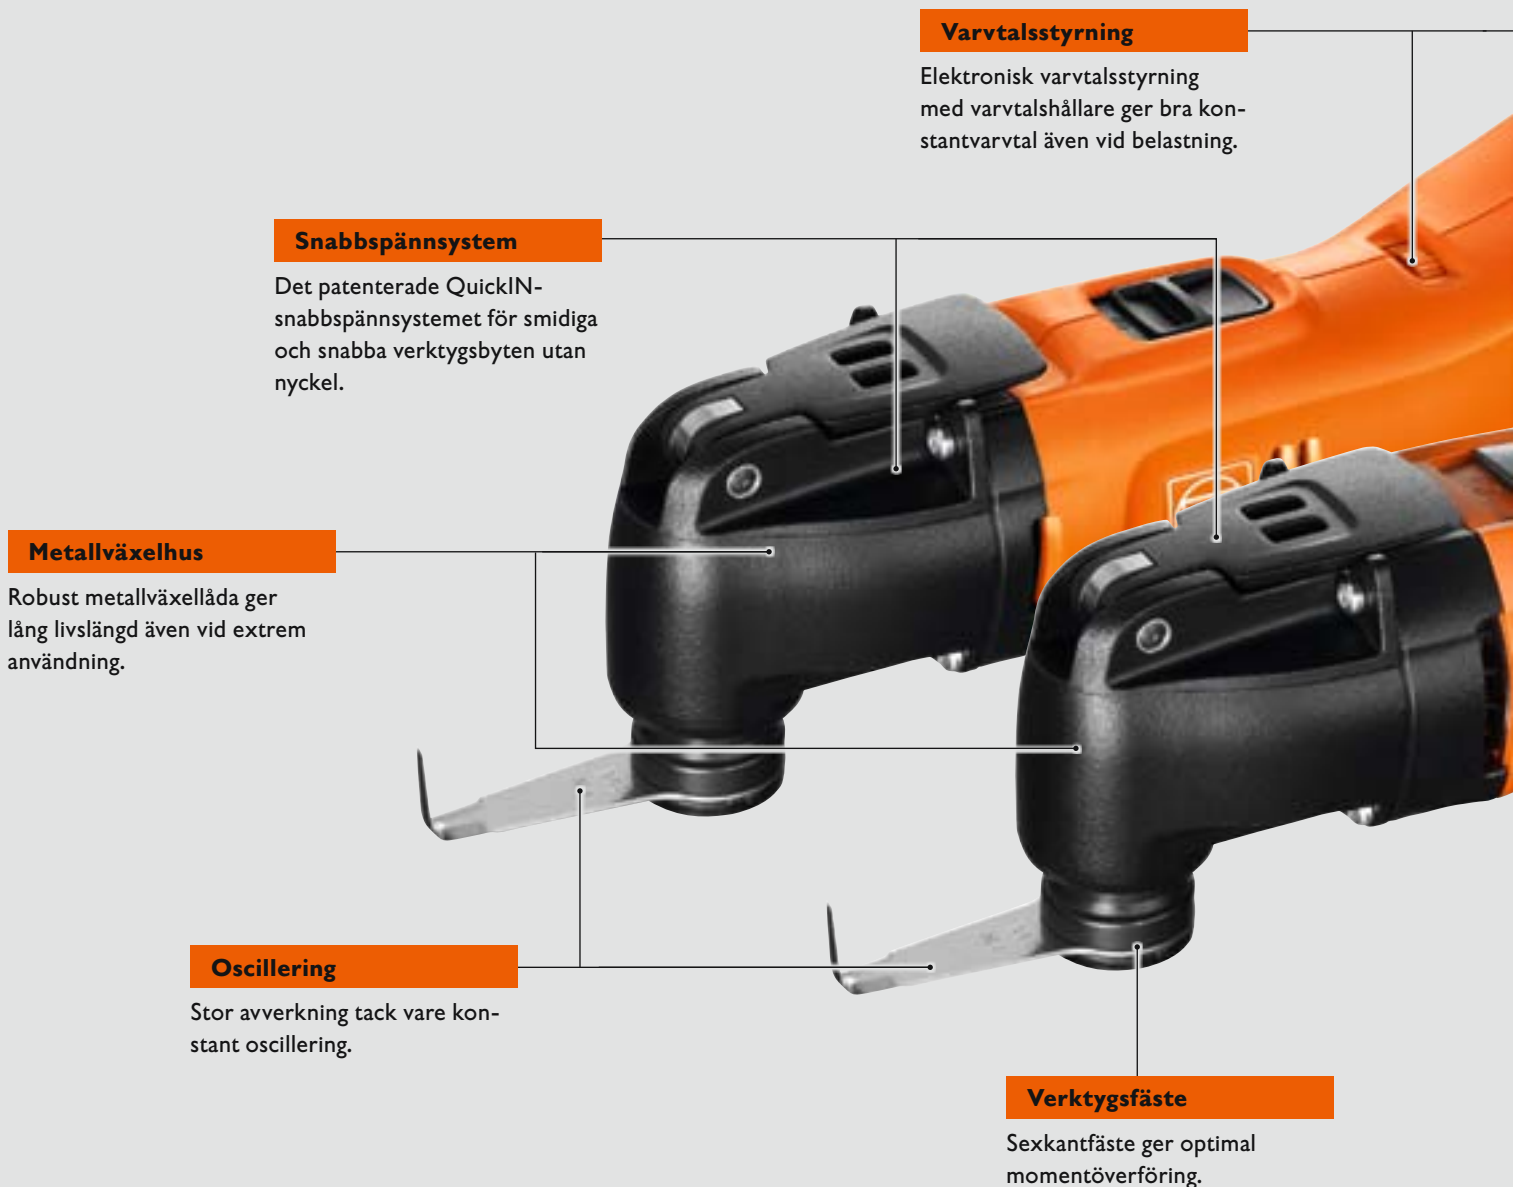 Varvtalsstyrning
Elektronisk varvtalsstyrning
med varvtalshållare ger bra kon-
stantvarvtal även vid belastning.
Snabbspännsystem
Det patenterade QuickIN-
snabbspännsystemet för smidiga
och snabba verktygsbyten utan
nyckel.
Metallväxelhus
Robust metallväxellåda ger
lång livslängd även vid extrem
användning.
Oscillering
Stor avverkning tack vare kon-
stant oscillering.
Verktygsfäste
Sexkantfäste ger optimal
momentöverföring.